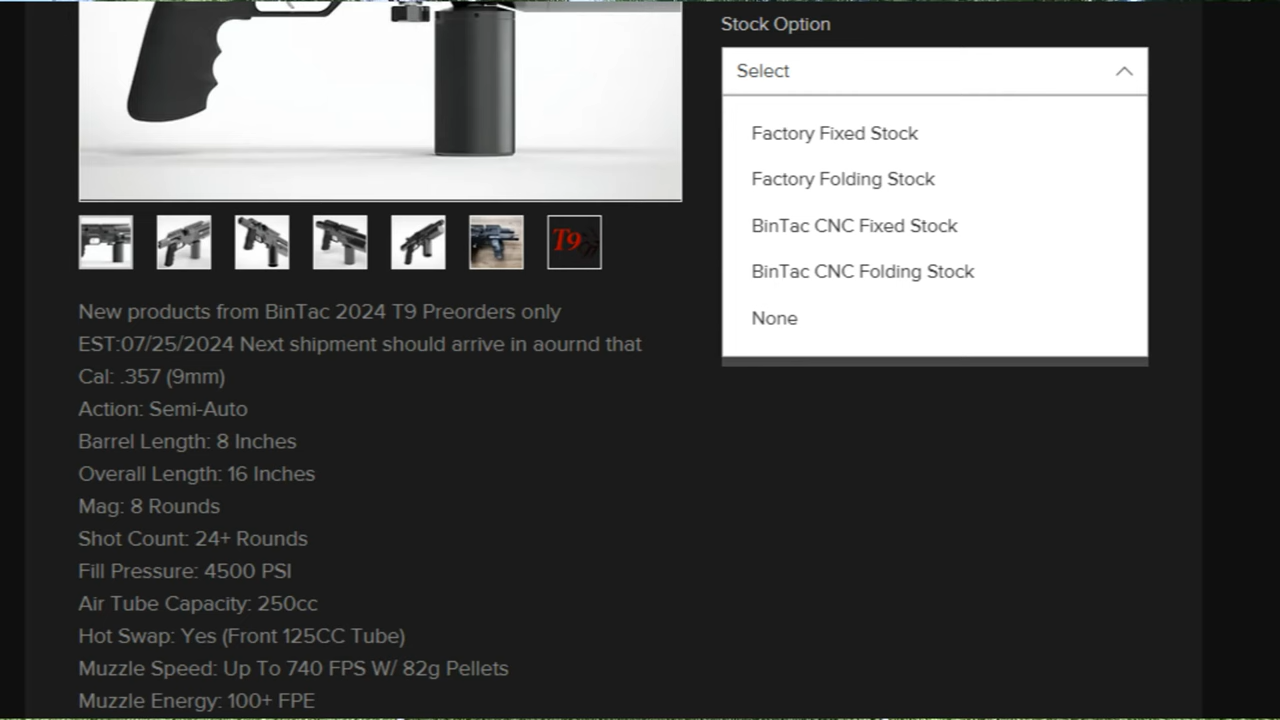 Stock Option
Select
Factory Fixed Stock
Factory Folding Stock
BinTac CNC Fixed Stock
BinTac CNC Folding Stock
None
T9
New products from BinTac 2024 T9 Preorders only
EST:07/25/2024 Next shipment should arrive in aournd that
Cal: .357 (9mm)
Action: Semi-Auto
Barrel Length: 8 Inches
Overall Length: 16 Inches
Mag: 8 Rounds
Shot Count: 24+ Rounds
Fill Pressure: 4500 PSI
Air Tube Capacity: 250cc
Hot Swap: Yes (Front 125CC Tube)
Muzzle Speed: Up To 740 FPS W/ 82g Pellets
Muzzle Energy: 100+ FPE